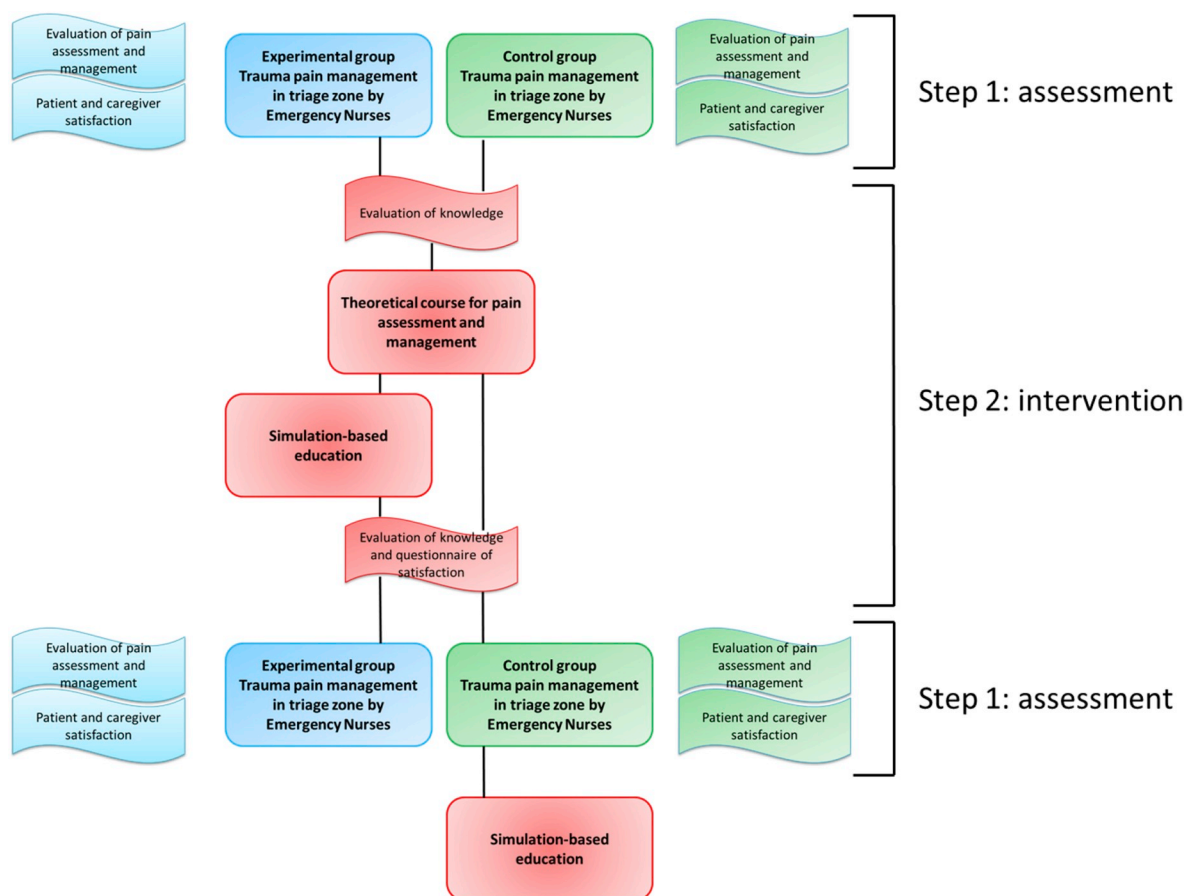 Evaluation of pain
assessment and
management
Patient and caregiver
satisfaction
Experimental group
Trauma pain management
in triage zone by
Emergency Nurses
Control group
Trauma pain management
in triage zone by
Emergency Nurses
Evaluation of pain
assessment and
management
Patient and caregiver
satisfaction
Step 1: assessment
Evaluation of knowledge
Theoretical course for pain
assessment and
management
Simulation-based
education
Step 2: intervention
Evaluation of knowledge
and questionnaire of
satisfaction
Evaluation of pain
assessment and
management
Patient and caregiver
satisfaction
Experimental group
Trauma pain management
in triage zone by
Emergency Nurses
Control group
Trauma pain management
in triage zone by
Emergency Nurses
Evaluation of pain
assessment and
management
Patient and caregiver
satisfaction
Step 1: assessment
Simulation-based
education